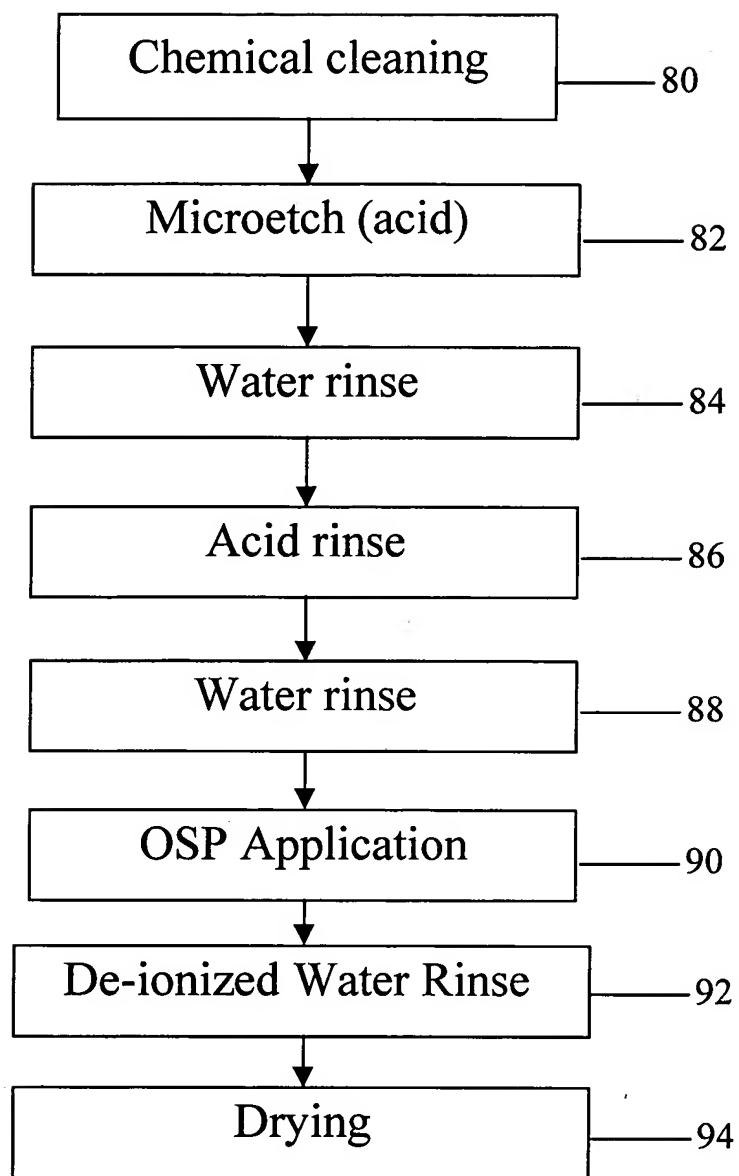 Chemical cleaning
80
Microetch (acid)
82
Water rinse
84
Acid rinse
86
Water rinse
88
OSP Application
90
De-ionized Water Rinse
92
Drying
94